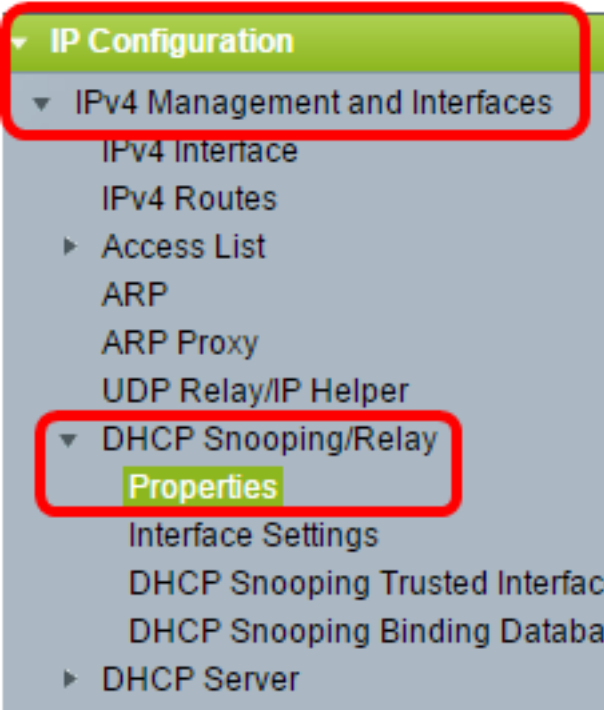 IP Configuration
IPv4 Management and Interfaces
IPv4 Interface
IPv4 Routes
Access List
ARP
ARP Proxy
UDP Relay/IP Helper
DHCP Snooping/Relay
Properties
Interface Settings
DHCP Snooping Trusted Interfac
DHCP Snooping Binding Databa
DHCP Server